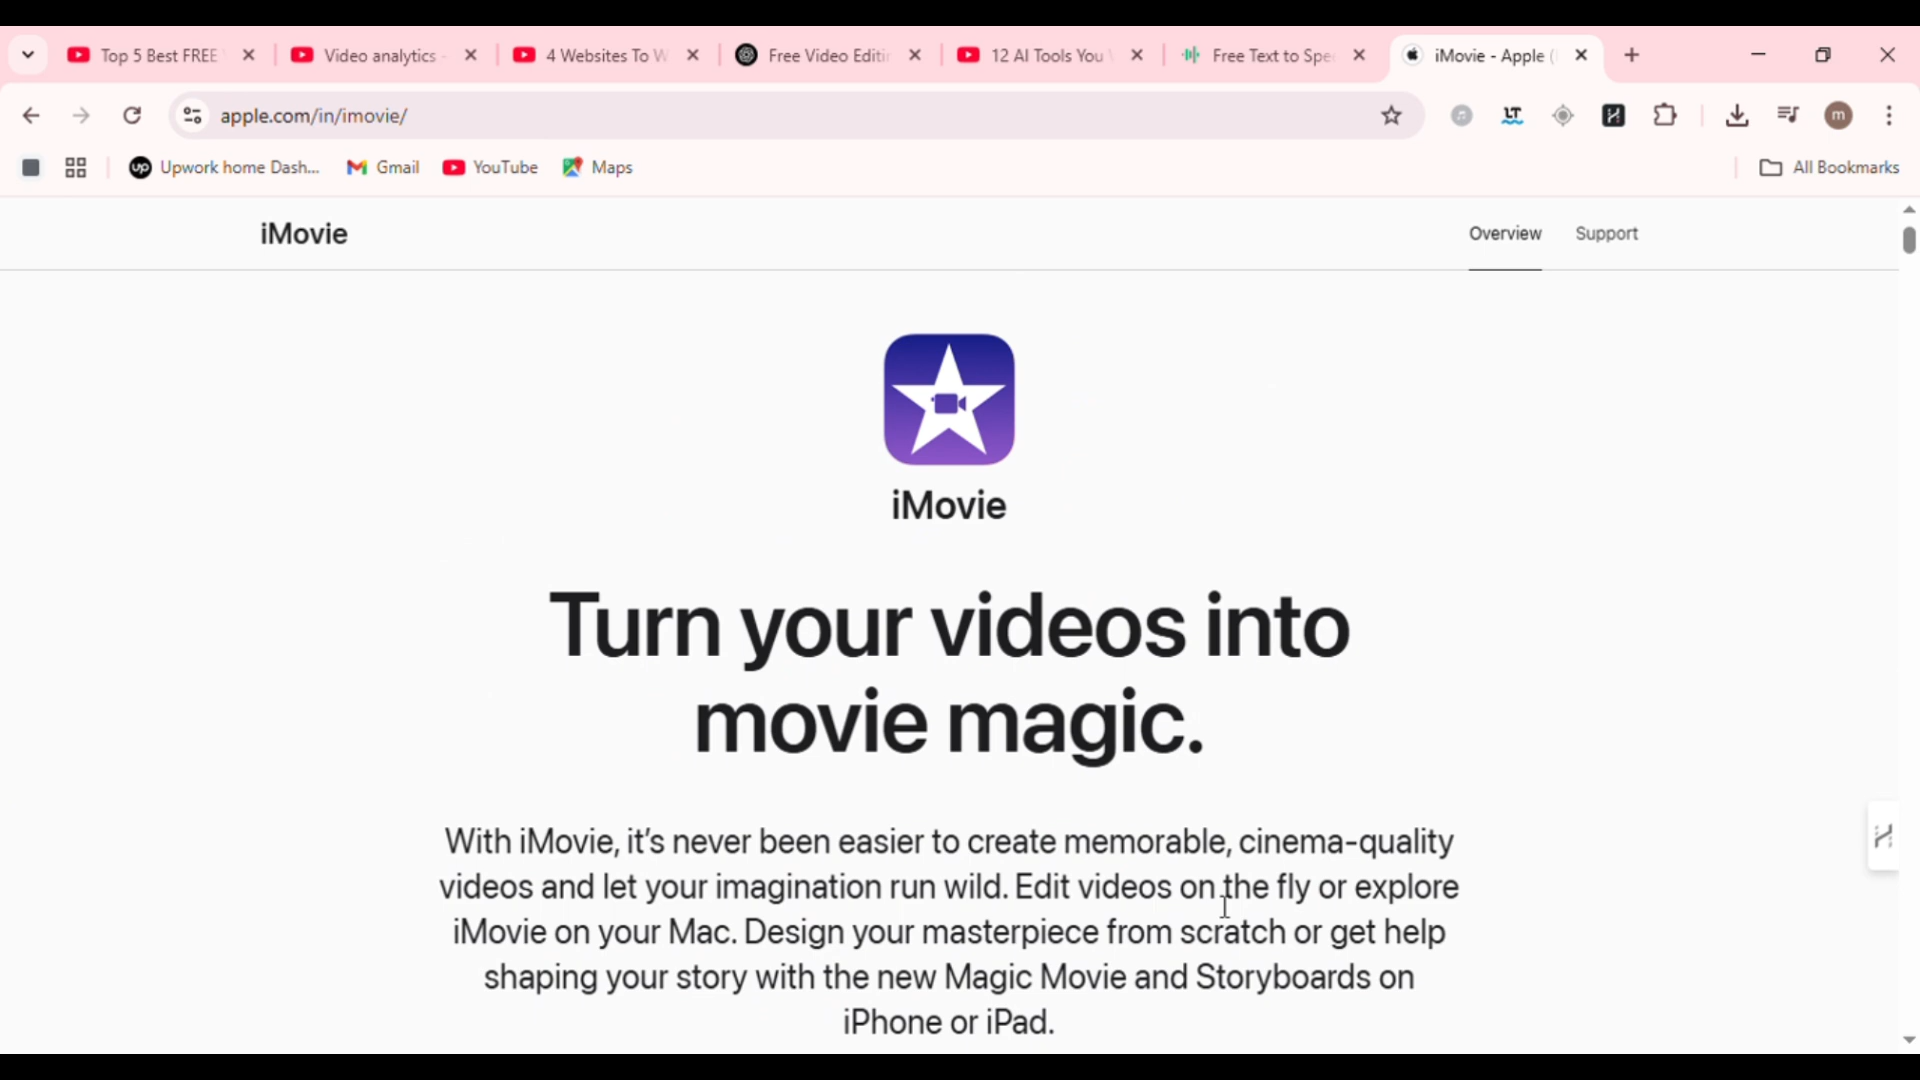 Top 5 Best FREE
Video analytics -
4 Websites To W
Free Video Editin
12 AI Tools You
Free Text to Spe
iMovie - Apple (
apple.com/in/imovie/
LT
m
up Upwork home Dash...
Gmail
YouTube
Maps
All Bookmarks
iMovie
Overview
Support
iMovie
Turn your videos into
movie magic.
With iMovie, it's never been easier to create memorable, cinema-quality
videos and let your imagination run wild. Edit videos on the fly or explore
iMovie on your Mac. Design your masterpiece from scratch or get help
shaping your story with the new Magic Movie and Storyboards on
iPhone or iPad.